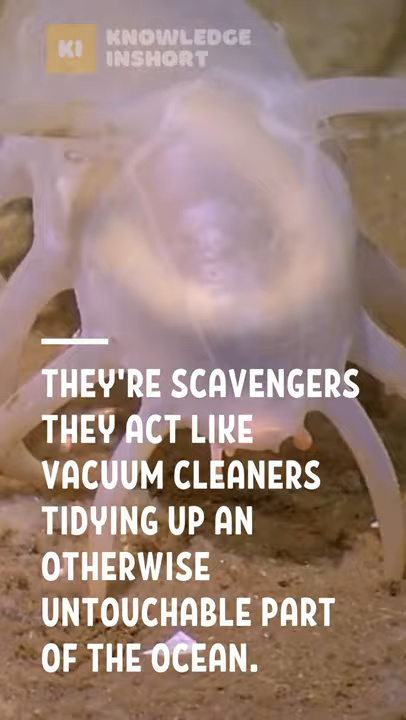 KI
KNOWLEDGE
INSHORT
THEY'RE SCAVENGERS
THEY ACT LIKE
VACUUM CLEANERS
TIDYING UP AN
OTHERWISE
UNTOUCHABLE PART
OF THE OCEAN.